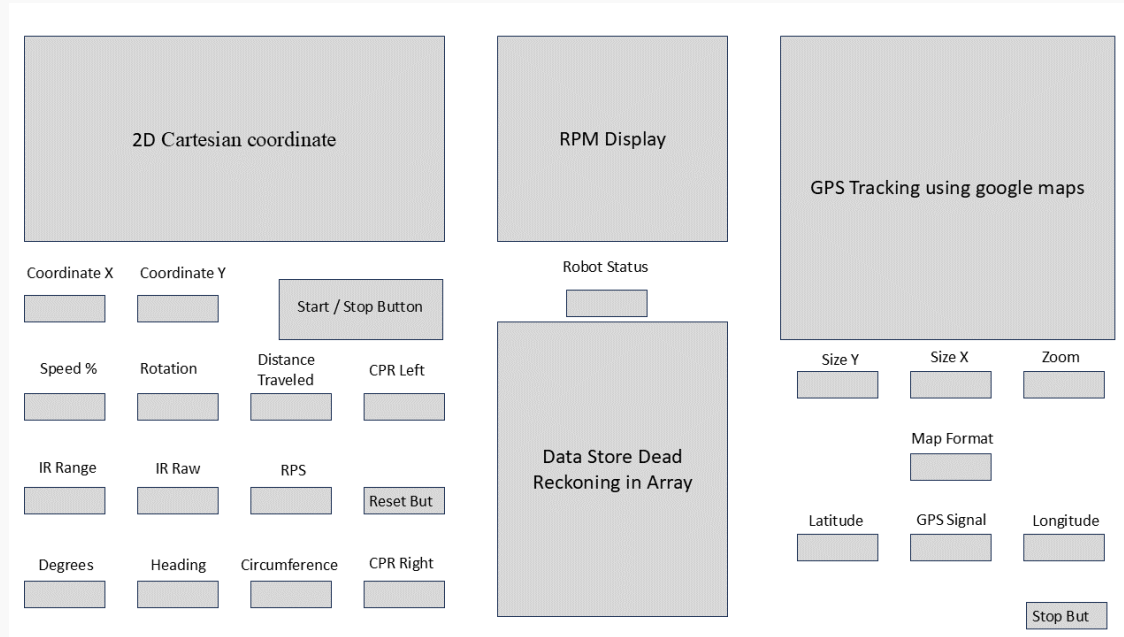 2D Cartesian coordinate
RPM Display
GPS Tracking using google maps
Coordinate X
Coordinate Y
Start / Stop Button
Robot Status
Speed %
Rotation
Distance
Traveled
CPR Left
Size Y
Size X
Zoom
Map Format
IR Range
IR Raw
RPS
Reset But
Data Store Dead
Reckoning in Array
Latitude
GPS Signal
Longitude
Degrees
Heading
Circumference
CPR Right
Stop But